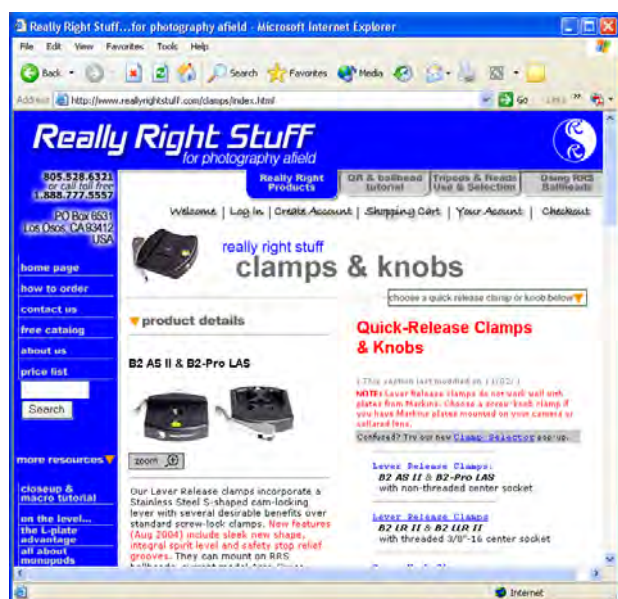 Really Right Stuff...for photography afield - Microsoft Internet Explorer
File Edit View Favorites Tools Help
Back Search Favorites Media
Address http://www.reallyrightstuff.com/clamps/index.html Go Links
Really Right Stuff
for photography afield
805.528.6321
or call toll free
1.888.777.5557
PO Box 6531
Los Osos, CA 93412
USA
Really Right Products
QR & ballhead tutorial
Tripods & Heads Use & Selection
Using RRS Ballheads
Welcome | Log In | Create Account | Shopping Cart | Your Acount | Checkout
really right stuff
clamps & knobs
choose a quick release clamp or knob below
home page
how to order
contact us
free catalog
about us
price list
Search
more resources
closeup & macro tutorial
on the level...
the L-plate advantage
all about monopods
product details
B2 AS II & B2-Pro LAS
zoom
Our Lever Release clamps incorporate a
Stainless Steel S-shaped cam-locking
lever with several desirable benefits over
standard screw-lock clamps. New features
(Aug 2004) include sleek new shape,
integral spirit level and safety stop relief
grooves. They can mount on RRS
Quick-Release Clamps
& Knobs
( This section last modified on
NOTE: Lever Release clamps do not work well with
plates from Markins. Choose a screw-knob clamp if
you have Markins plates mounted on your camera or
collared lens.
Confused? Try our new Clamp Selector pop-up.
Lever Release Clamps:
B2 AS II & B2-Pro LAS
with non-threaded center socket
Lever Release Clamps
B2 LR II & B2 LLR II
with threaded 3/8"-16 center socket
Internet